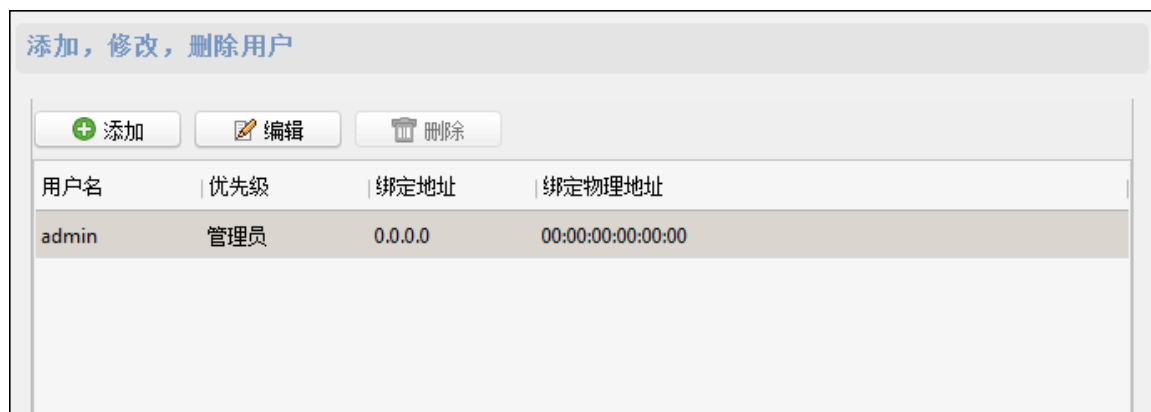 添加，修改，删除用户
添加 编辑 删除
用户名 优先级 绑定地址 绑定物理地址
admin 管理员 0.0.0.0 00:00:00:00:00:00